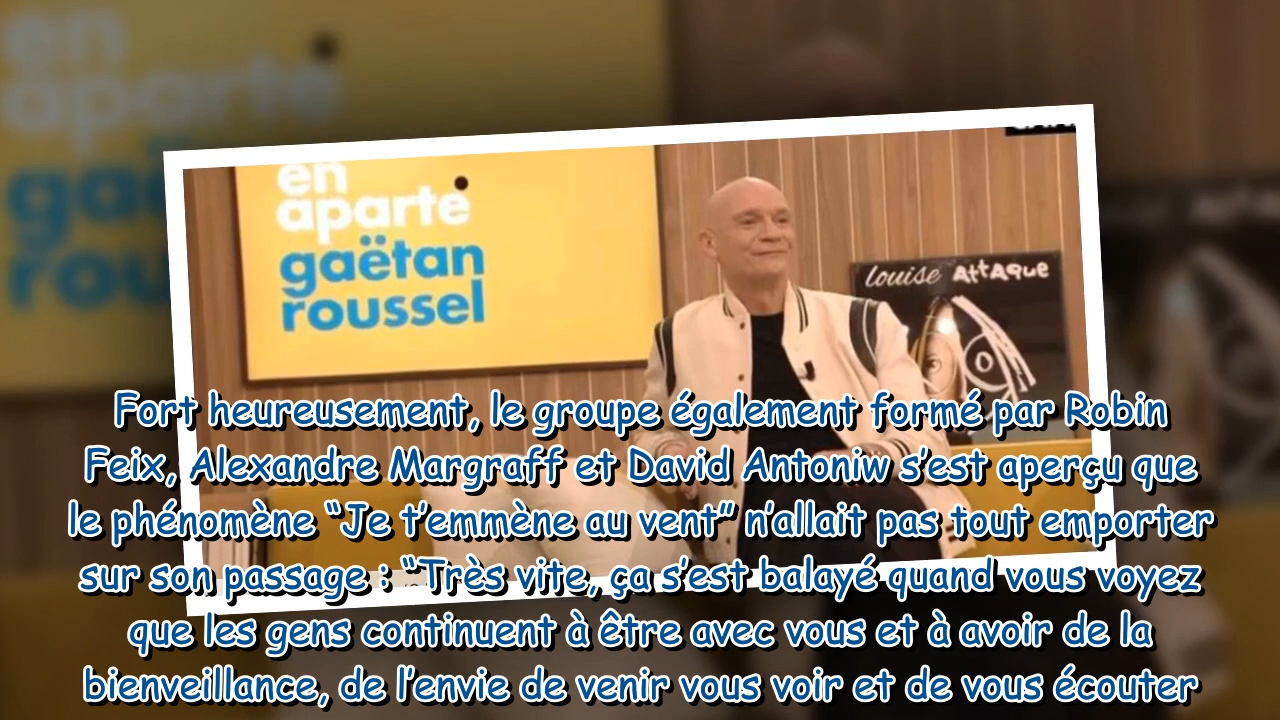 en
aparté
gaëtan
roussel
louise ATTAQUE
Fort heureusement, le groupe également formé par Robin
Feix, Alexandre Margraff et David Antoniw s’est aperçu que
le phénomène “Je t’emmène au vent” n’allait pas tout emporter
sur son passage : “Très vite, ça s’est balayé quand vous voyez
que les gens continuent à être avec vous et à avoir de la
bienveillance, de l’envie de venir vous voir et de vous écouter